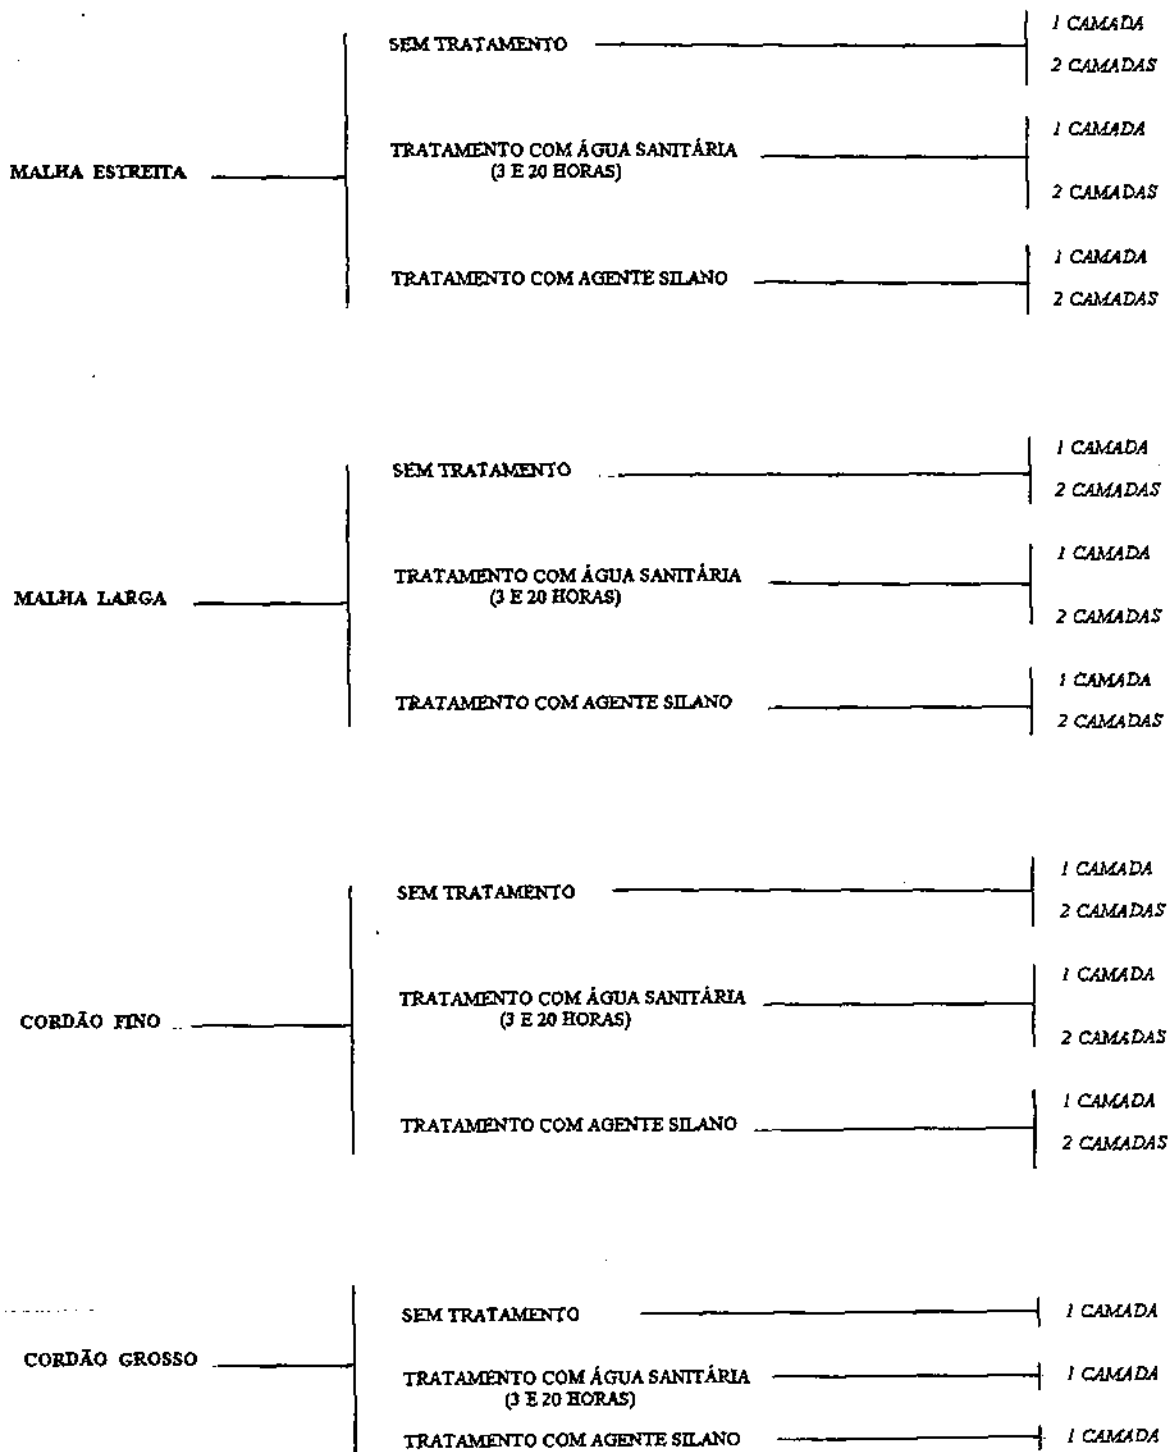 SEM TRATAMENTO
1 CAMADA
2 CAMADAS
MALHA ESTREITA
TRATAMENTO COM ÁGUA SANITÁRIA
(3 E 20 HORAS)
1 CAMADA
2 CAMADAS
TRATAMENTO COM AGENTE SILANO
1 CAMADA
2 CAMADAS
SEM TRATAMENTO
1 CAMADA
2 CAMADAS
MALHA LARGA
TRATAMENTO COM ÁGUA SANITÁRIA
(3 E 20 HORAS)
1 CAMADA
2 CAMADAS
TRATAMENTO COM AGENTE SILANO
1 CAMADA
2 CAMADAS
SEM TRATAMENTO
1 CAMADA
2 CAMADAS
CORDÃO FINO
TRATAMENTO COM ÁGUA SANITÁRIA
(3 E 20 HORAS)
1 CAMADA
2 CAMADAS
TRATAMENTO COM AGENTE SILANO
1 CAMADA
2 CAMADAS
SEM TRATAMENTO
1 CAMADA
CORDÃO GROSSO
TRATAMENTO COM ÁGUA SANITÁRIA
(3 E 20 HORAS)
1 CAMADA
TRATAMENTO COM AGENTE SILANO
1 CAMADA